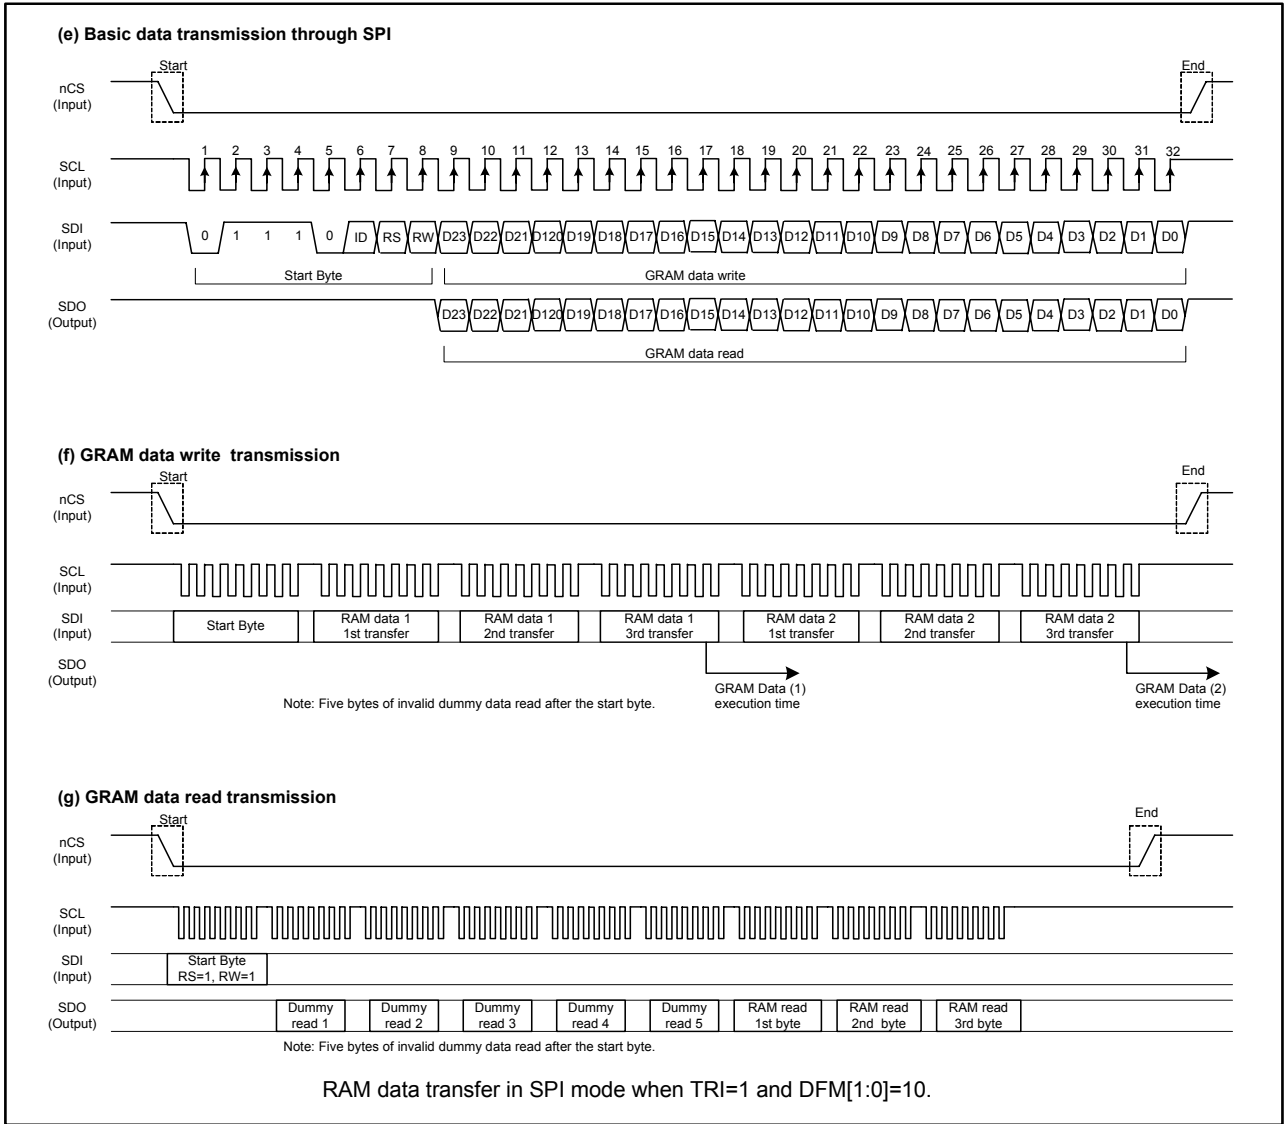 (e) Basic data transmission through SPI
Start
End
nCS
(Input)
1 2 3 4 5 6 7 8 9 10 11 12 13 14 15 16 17 18 19 20 21 22 23 24 25 26 27 28 29 30 31 32
SCL
(Input)
SDI
(Input)
0 1 1 1 0 ID RS RW D23 D22 D21 D120 D19 D18 D17 D16 D15 D14 D13 D12 D11 D10 D9 D8 D7 D6 D5 D4 D3 D2 D1 D0
Start Byte
GRAM data write
SDO
(Output)
D23 D22 D21 D120 D19 D18 D17 D16 D15 D14 D13 D12 D11 D10 D9 D8 D7 D6 D5 D4 D3 D2 D1 D0
GRAM data read
(f) GRAM data write transmission
Start
End
nCS
(Input)
SCL
(Input)
SDI
(Input)
Start Byte
RAM data 1
1st transfer
RAM data 1
2nd transfer
RAM data 1
3rd transfer
RAM data 2
1st transfer
RAM data 2
2nd transfer
RAM data 2
3rd transfer
SDO
(Output)
GRAM Data (1)
execution time
GRAM Data (2)
execution time
Note: Five bytes of invalid dummy data read after the start byte.
(g) GRAM data read transmission
Start
End
nCS
(Input)
SCL
(Input)
SDI
(Input)
Start Byte
RS=1, RW=1
SDO
(Output)
Dummy
read 1
Dummy
read 2
Dummy
read 3
Dummy
read 4
Dummy
read 5
RAM read
1st byte
RAM read
2nd byte
RAM read
3rd byte
Note: Five bytes of invalid dummy data read after the start byte.
RAM data transfer in SPI mode when TRI=1 and DFM[1:0]=10.